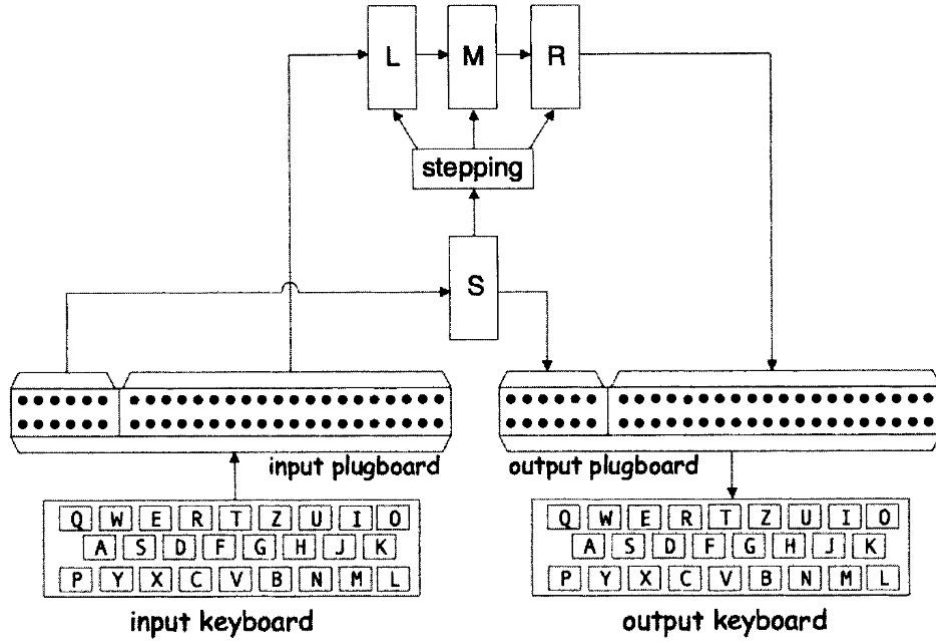 L M R
stepping
S
input plugboard output plugboard
Q W E R T Z U I O Q W E R T Z U I O
A S D F G H J K A S D F G H J K
P Y X C V B N M L P Y X C V B N M L
input keyboard output keyboard